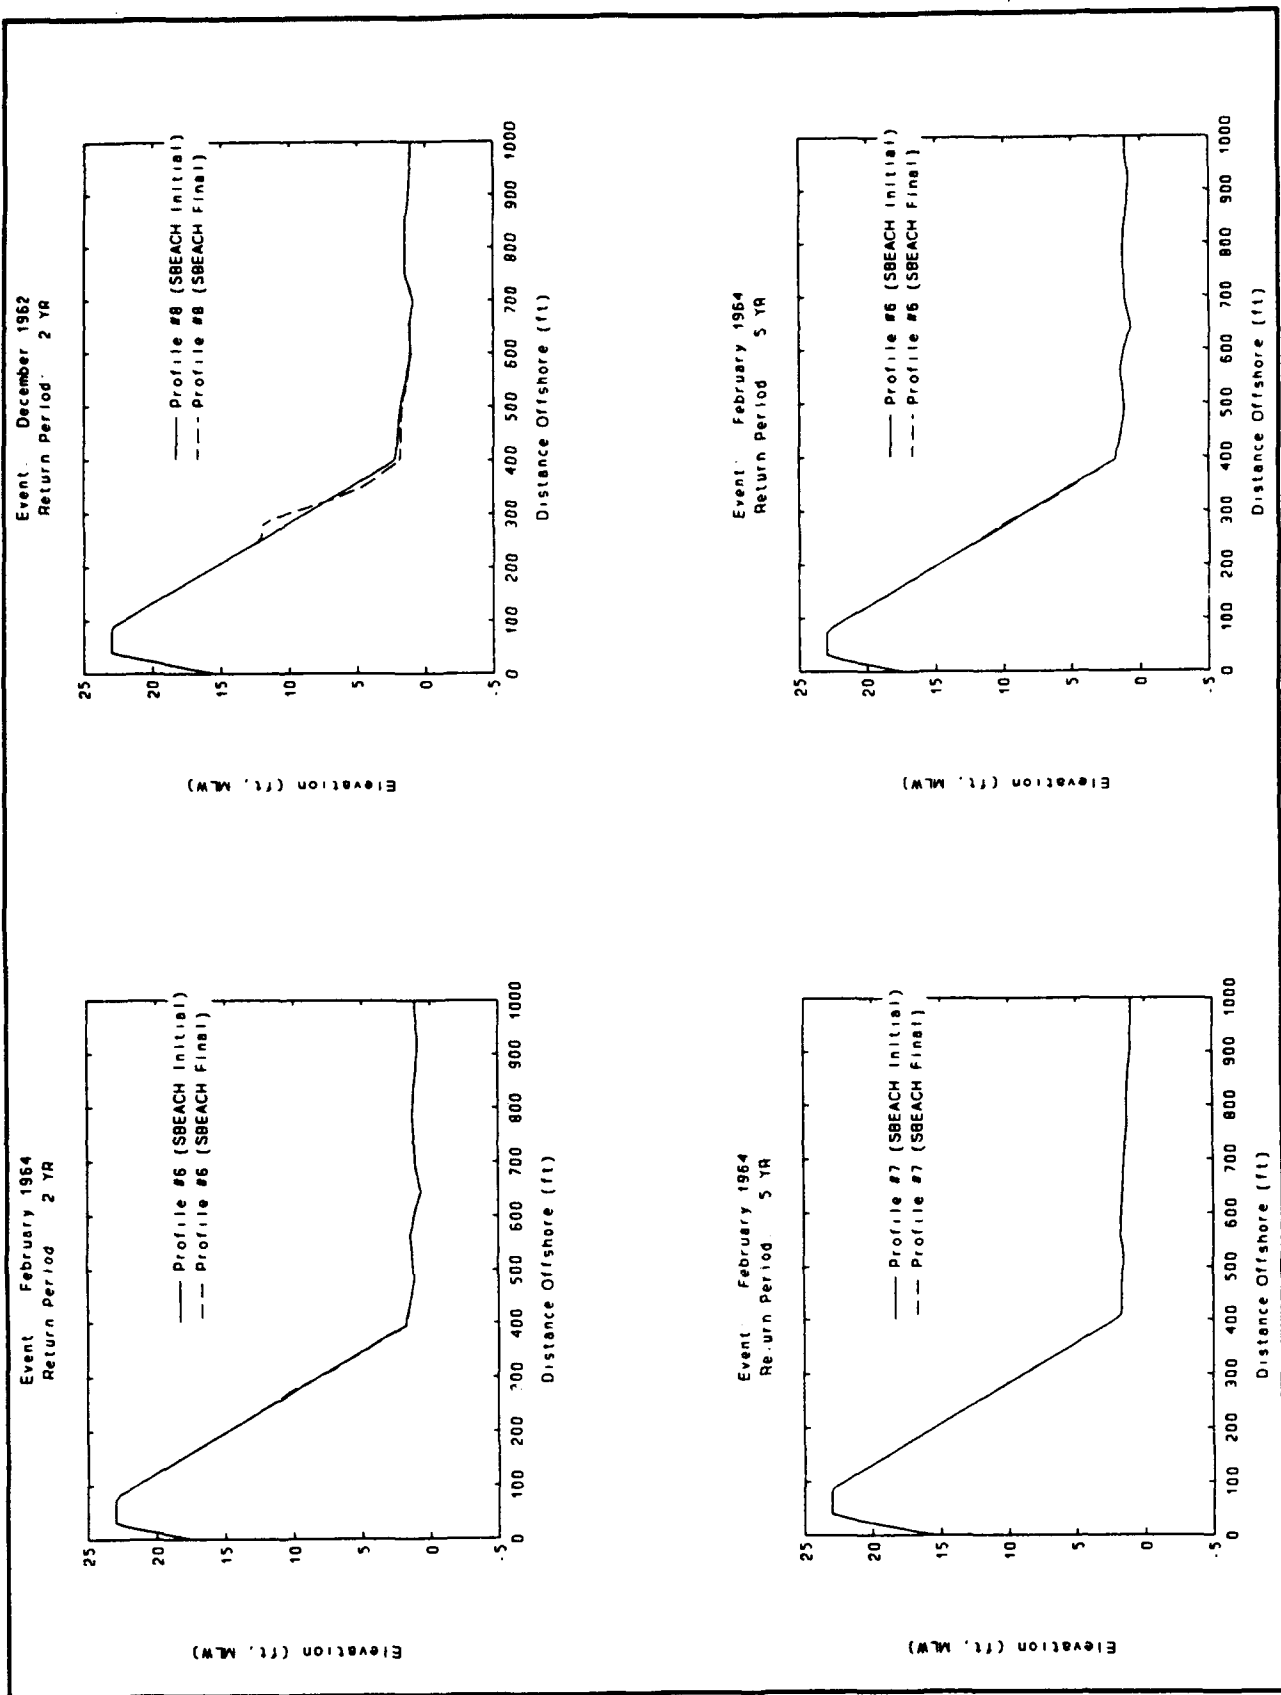 Event February 1964
Return Period 2 YR
Profile #6 (SBEACH Initial)
Profile #6 (SBEACH Final)
Elevation (ft, MLW)
25
20
15
10
5
0
-5
0 100 200 300 400 500 600 700 800 900 1000
Distance Offshore (ft)
Event December 1962
Return Period 2 YR
Profile #8 (SBEACH Initial)
Profile #8 (SBEACH Final)
Elevation (ft, MLW)
25
20
15
10
5
0
-5
0 100 200 300 400 500 600 700 800 900 1000
Distance Offshore (ft)
Event February 1964
Re.urn Period 5 YR
Profile #7 (SBEACH Initial)
Profile #7 (SBEACH Final)
Elevation (ft, MLW)
25
20
15
10
5
0
-5
0 100 200 300 400 500 600 700 800 900 1000
Distance Offshore (ft)
Event February 1964
Return Period 5 YR
Profile #6 (SBEACH Initial)
Profile #6 (SBEACH Final)
Elevation (ft, MLW)
25
20
15
10
5
0
-5
0 100 200 300 400 500 600 700 800 900 1000
Distance Offshore (ft)